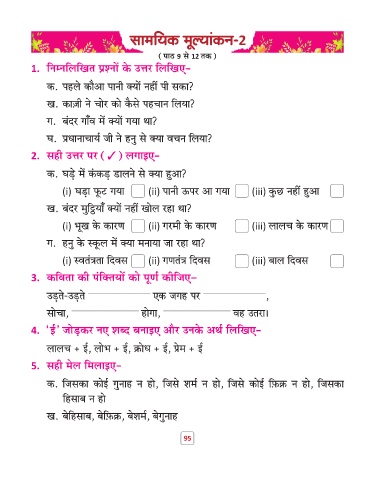 सामयिक मूल्यांकन-2
( पाठ 9 से 12 तक )
1. निम्नलिखित प्रश्नों के उत्तर लिखिए-
क. पहले कौआ पानी क्यों नहीं पी सका?
ख. काज़ी ने चोर को कैसे पहचान लिया?
ग. बंदर गाँव में क्यों गया था?
घ. प्रधानाचार्य जी ने हनु से क्या वचन लिया?
2. सही उत्तर पर ( ✓ ) लगाइए-
क. घड़े में कंकड़ डालने से क्या हुआ?
(i) घड़ा फूट गया (ii) पानी ऊपर आ गया (iii) कुछ नहीं हुआ
ख. बंदर मुट्ठियाँ क्यों नहीं खोल रहा था?
(i) भूख के कारण (ii) गरमी के कारण (iii) लालच के कारण
ग. हनु के स्कूल में क्या मनाया जा रहा था?
(i) स्वतंत्रता दिवस (ii) गणतंत्र दिवस (iii) बाल दिवस
3. कविता की पंक्तियों को पूर्ण कीजिए-
उड़ते-उड़ते ____________ एक जगह पर ____________,
सोचा, ____________ होगा, ____________ वह उतरा।
4. 'ई' जोड़कर नए शब्द बनाइए और उनके अर्थ लिखिए-
लालच + ई, लोभ + ई, क्रोध + ई, प्रेम + ई
5. सही मेल मिलाइए-
क. जिसका कोई गुनाह न हो, जिसे शर्म न हो, जिसे कोई फ़िक्र न हो, जिसका
हिसाब न हो
ख. बेहिसाब, बेफ़िक्र, बेशर्म, बेगुनाह
95